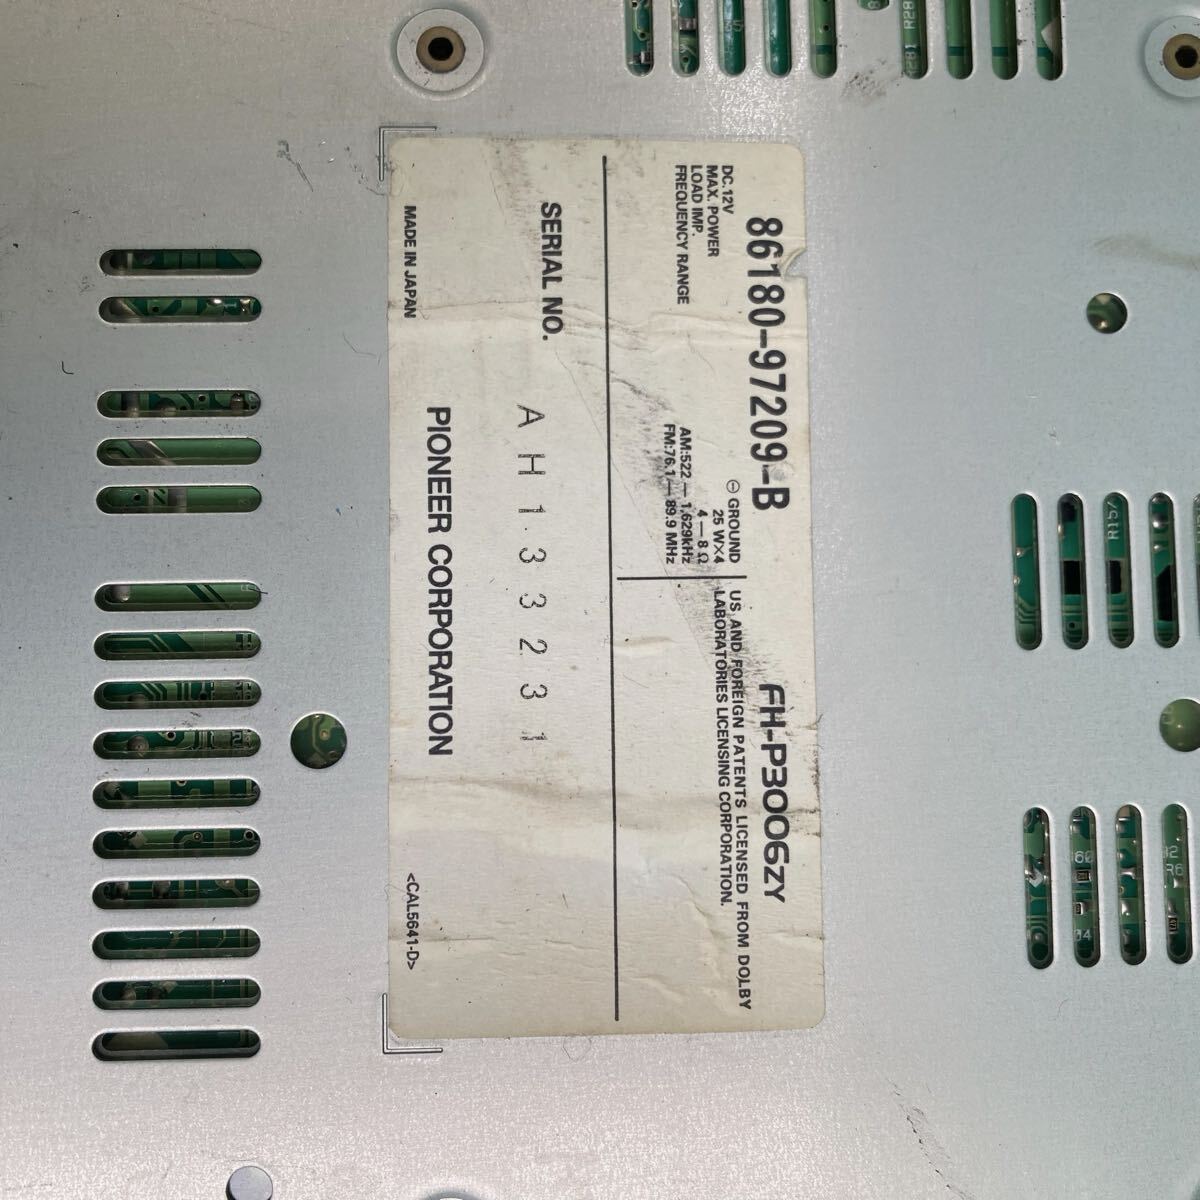 86180-97209-B
FH-P3006ZY
DC.12V ⊖ GROUND
MAX. POWER 25 W×4
LOAD IMP. 4—8 Ω
FREQUENCY RANGE AM:522—1,629kHz
FM:76.1—89.9 MHz
US AND FOREIGN PATENTS LICENSED FROM DOLBY
LABORATORIES LICENSING CORPORATION.
SERIAL NO. AH133231
PIONEER CORPORATION
MADE IN JAPAN
<CAL5641-D>
R157
R6